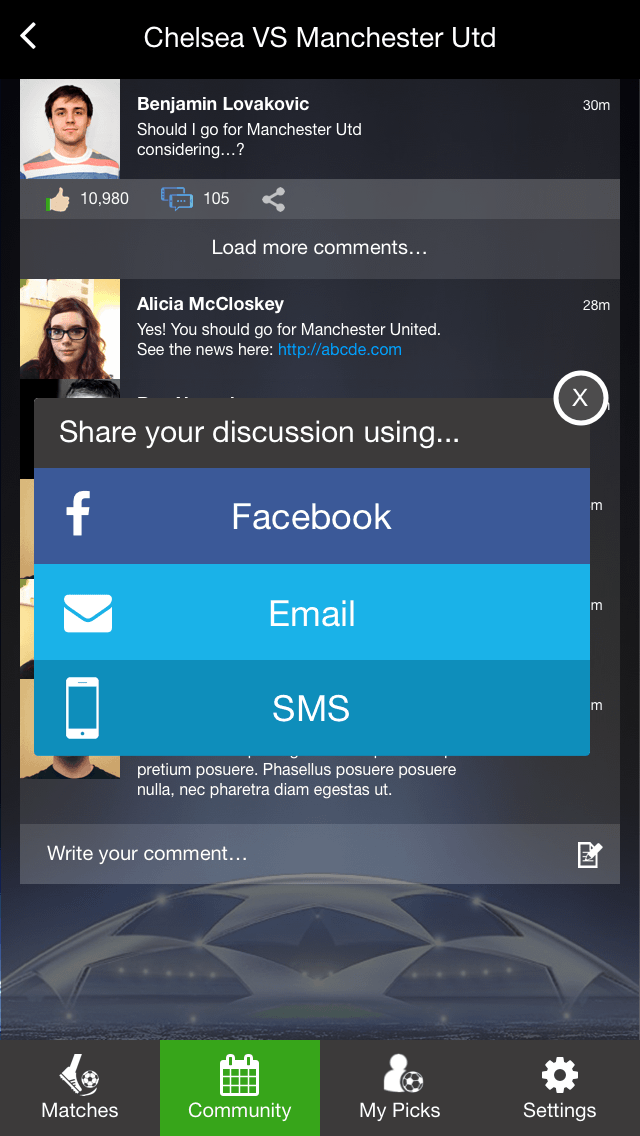 Chelsea VS Manchester Utd
Benjamin Lovakovic
30m
Should I go for Manchester Utd
considering…?
10,980
105
Load more comments…
Alicia McCloskey
28m
Yes! You should go for Manchester United.
See the news here: http://abcde.com
X
Share your discussion using...
Facebook
m
Email
m
SMS
m
pretium posuere. Phasellus posuere posuere
nulla, nec pharetra diam egestas ut.
Write your comment…
Matches
Community
My Picks
Settings